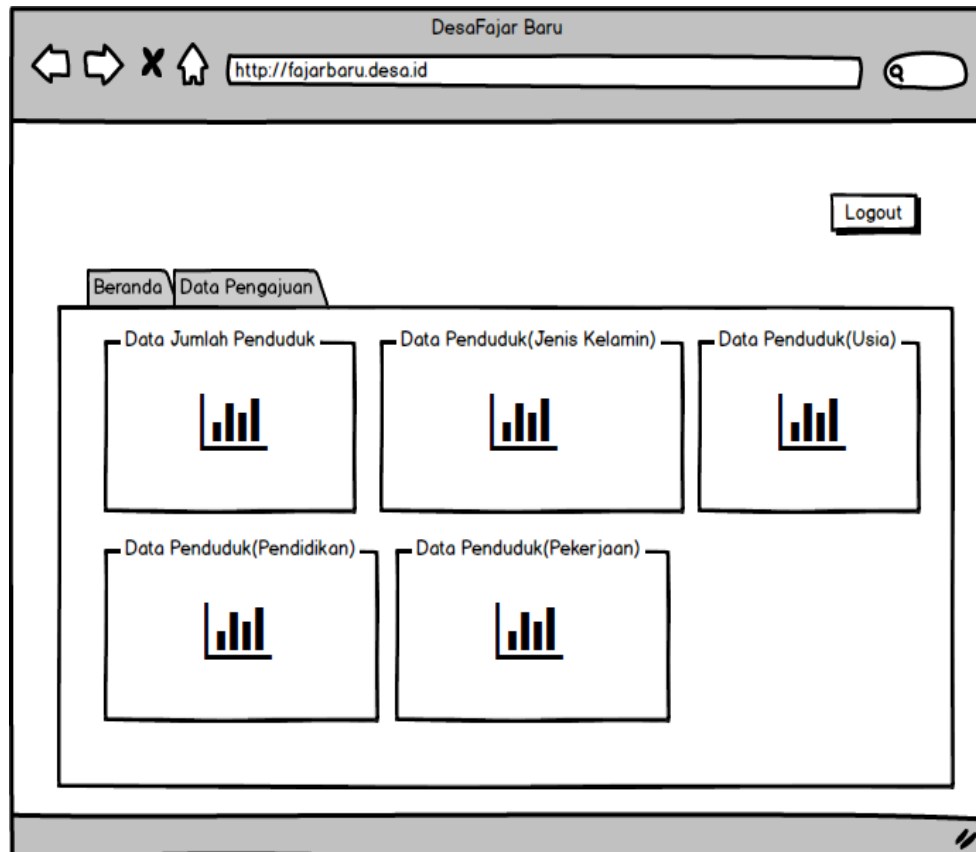 DesaFajar Baru
http://fajarbaru.desa.id
Logout
Beranda
Data Pengajuan
Data Jumlah Penduduk
Data Penduduk(Jenis Kelamin)
Data Penduduk(Usia)
Data Penduduk(Pendidikan)
Data Penduduk(Pekerjaan)